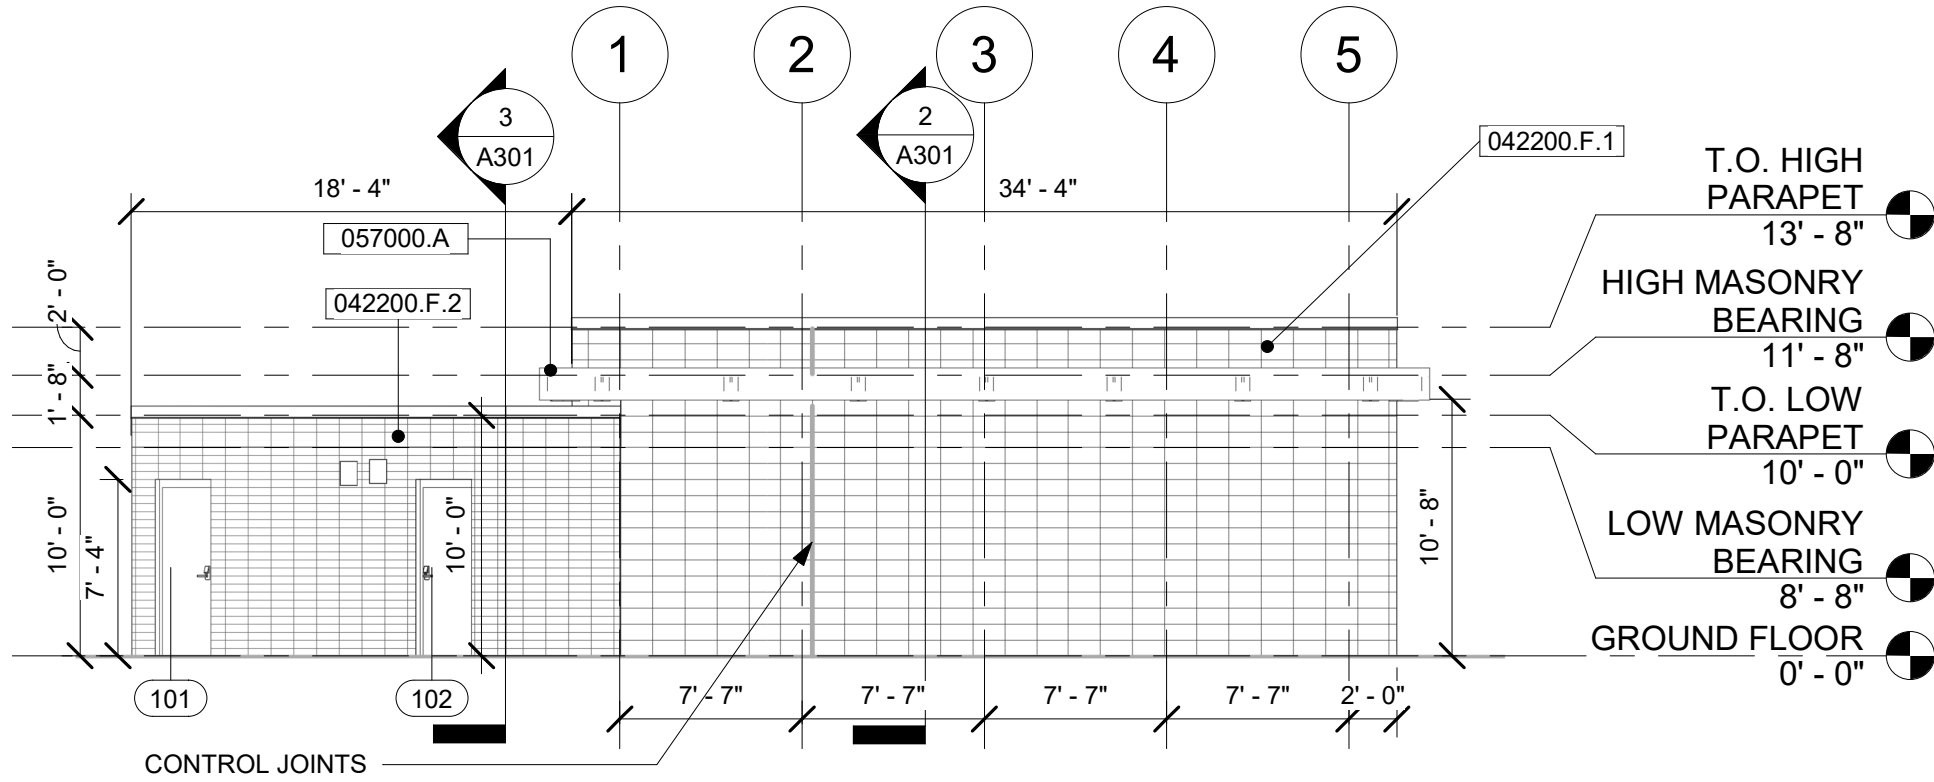 1
2
3
4
5
3
A301
2
A301
042200.F.1
18' - 4"
34' - 4"
057000.A
042200.F.2
T.O. HIGH
PARAPET
13' - 8"
HIGH MASONRY
BEARING
11' - 8"
T.O. LOW
PARAPET
10' - 0"
LOW MASONRY
BEARING
8' - 8"
GROUND FLOOR
0' - 0"
2' - 0"
1' - 8"
10' - 0"
7' - 4"
10' - 0"
10' - 8"
101
102
7' - 7"
7' - 7"
7' - 7"
7' - 7"
2' - 0"
CONTROL JOINTS